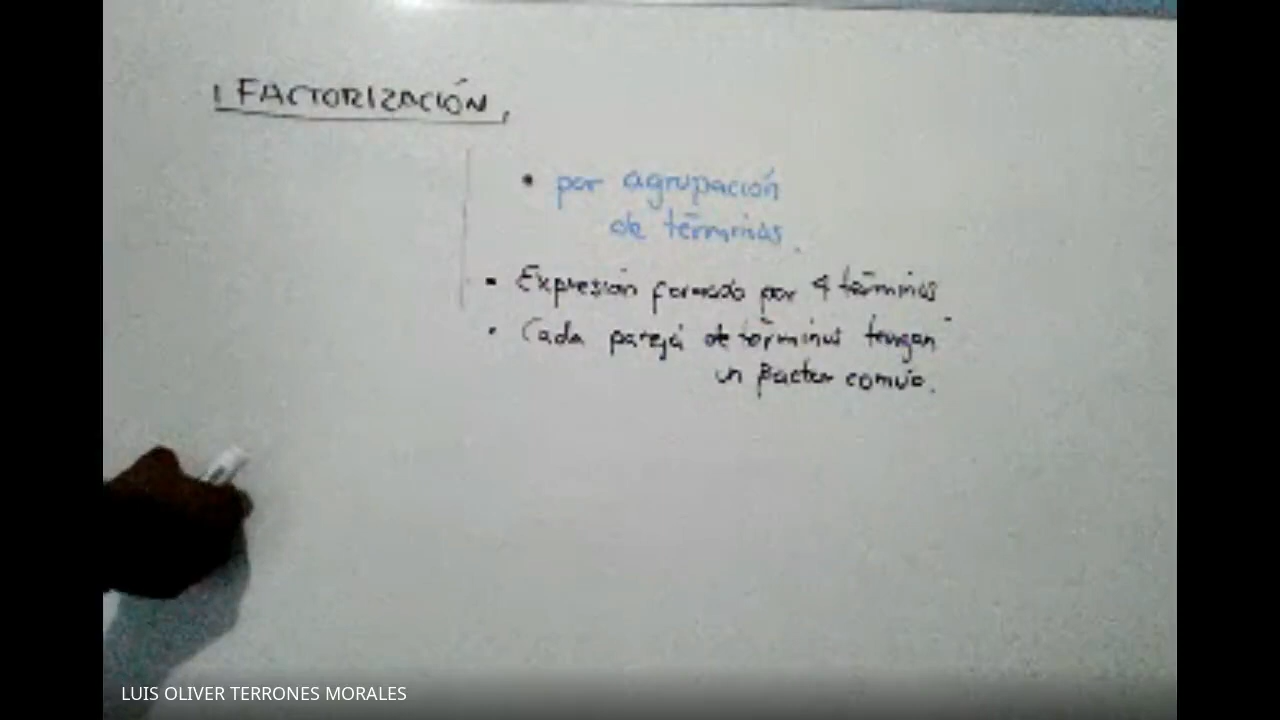 1 FACTORIZACIÓN.
• por agrupación
de términos.
• Expresión formado por 4 términos
• Cada pareja de términos tengan
un factor común.
LUIS OLIVER TERRONES MORALES